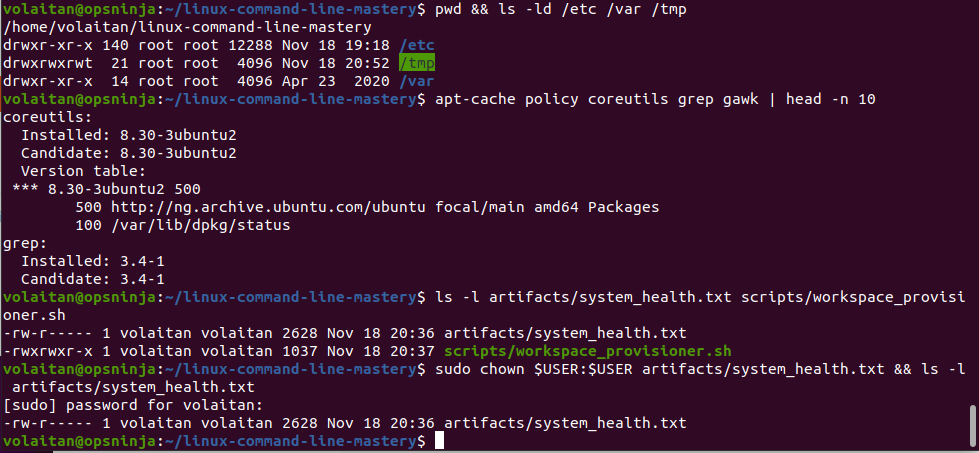 volaitan@opsninja:~/linux-command-line-mastery$ pwd && ls -ld /etc /var /tmp
/home/volaitan/linux-command-line-mastery
drwxr-xr-x 140 root root 12288 Nov 18 19:18 /etc
drwxrwxrwt  21 root root  4096 Nov 18 20:52 /tmp
drwxr-xr-x  14 root root  4096 Apr 23  2020 /var
volaitan@opsninja:~/linux-command-line-mastery$ apt-cache policy coreutils grep gawk | head -n 10
coreutils:
  Installed: 8.30-3ubuntu2
  Candidate: 8.30-3ubuntu2
  Version table:
 *** 8.30-3ubuntu2 500
        500 http://ng.archive.ubuntu.com/ubuntu focal/main amd64 Packages
        100 /var/lib/dpkg/status
grep:
  Installed: 3.4-1
  Candidate: 3.4-1
volaitan@opsninja:~/linux-command-line-mastery$ ls -l artifacts/system_health.txt scripts/workspace_provisi
oner.sh
-rw-r----- 1 volaitan volaitan 2628 Nov 18 20:36 artifacts/system_health.txt
-rwxrwxr-x 1 volaitan volaitan 1037 Nov 18 20:37 scripts/workspace_provisioner.sh
volaitan@opsninja:~/linux-command-line-mastery$ sudo chown $USER:$USER artifacts/system_health.txt && ls -l
 artifacts/system_health.txt
[sudo] password for volaitan:
-rw-r----- 1 volaitan volaitan 2628 Nov 18 20:36 artifacts/system_health.txt
volaitan@opsninja:~/linux-command-line-mastery$